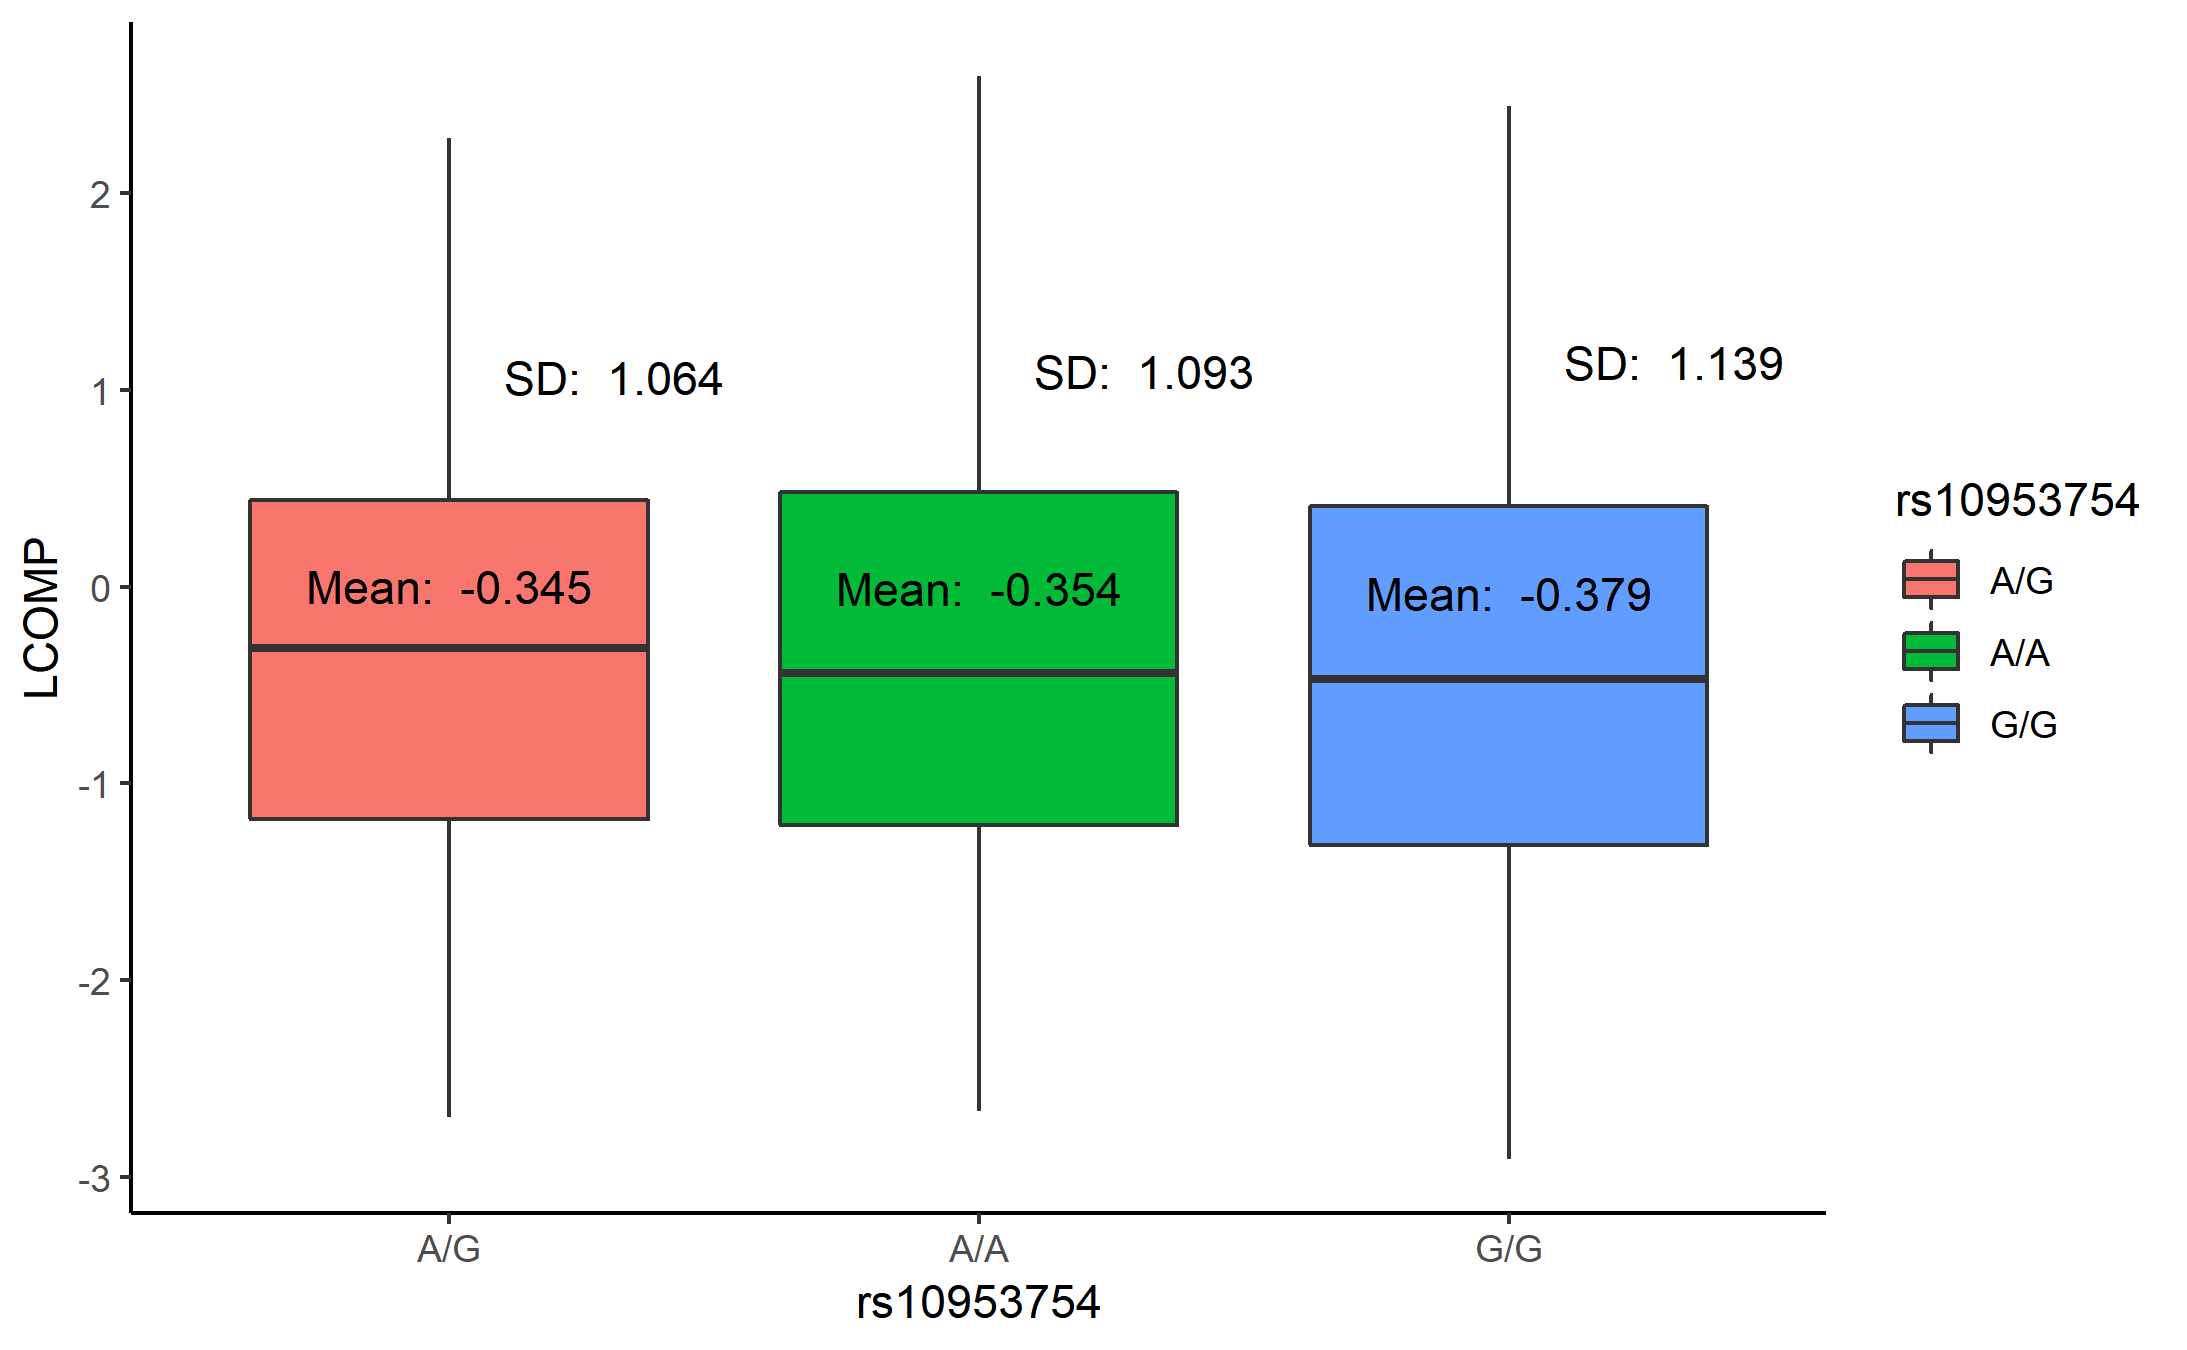 LCOMP
2
1
0
-1
-2
-3
SD:  1.064
SD:  1.093
SD:  1.139
Mean:  -0.345
Mean:  -0.354
Mean:  -0.379
A/G
A/A
G/G
rs10953754
rs10953754
A/G
A/A
G/G